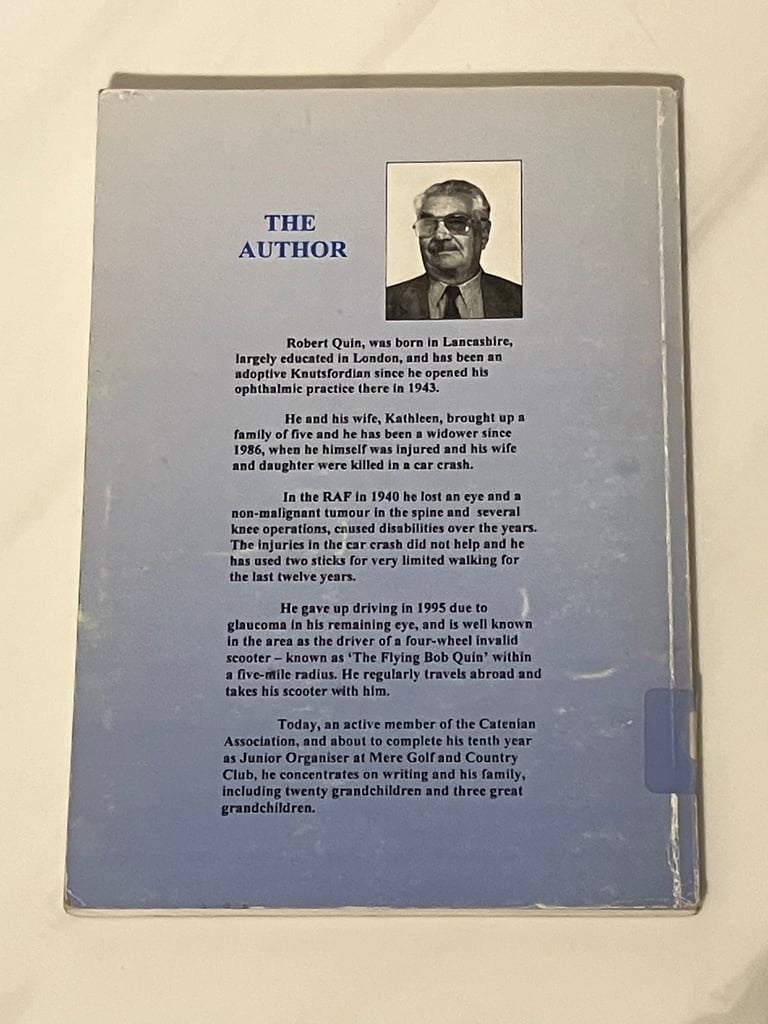 THE
AUTHOR
Robert Quin, was born in Lancashire,
largely educated in London, and has been an
adoptive Knutsfordian since he opened his
ophthalmic practice there in 1943.
He and his wife, Kathleen, brought up a
family of five and he has been a widower since
1986, when he himself was injured and his wife
and daughter were killed in a car crash.
In the RAF in 1940 he lost an eye and a
non-malignant tumour in the spine and several
knee operations, caused disabilities over the years.
The injuries in the car crash did not help and he
has used two sticks for very limited walking for
the last twelve years.
He gave up driving in 1995 due to
glaucoma in his remaining eye, and is well known
in the area as the driver of a four-wheel invalid
scooter – known as ‘The Flying Bob Quin’ within
a five-mile radius. He regularly travels abroad and
takes his scooter with him.
Today, an active member of the Catenian
Association, and about to complete his tenth year
as Junior Organiser at Mere Golf and Country
Club, he concentrates on writing and his family,
including twenty grandchildren and three great
grandchildren.